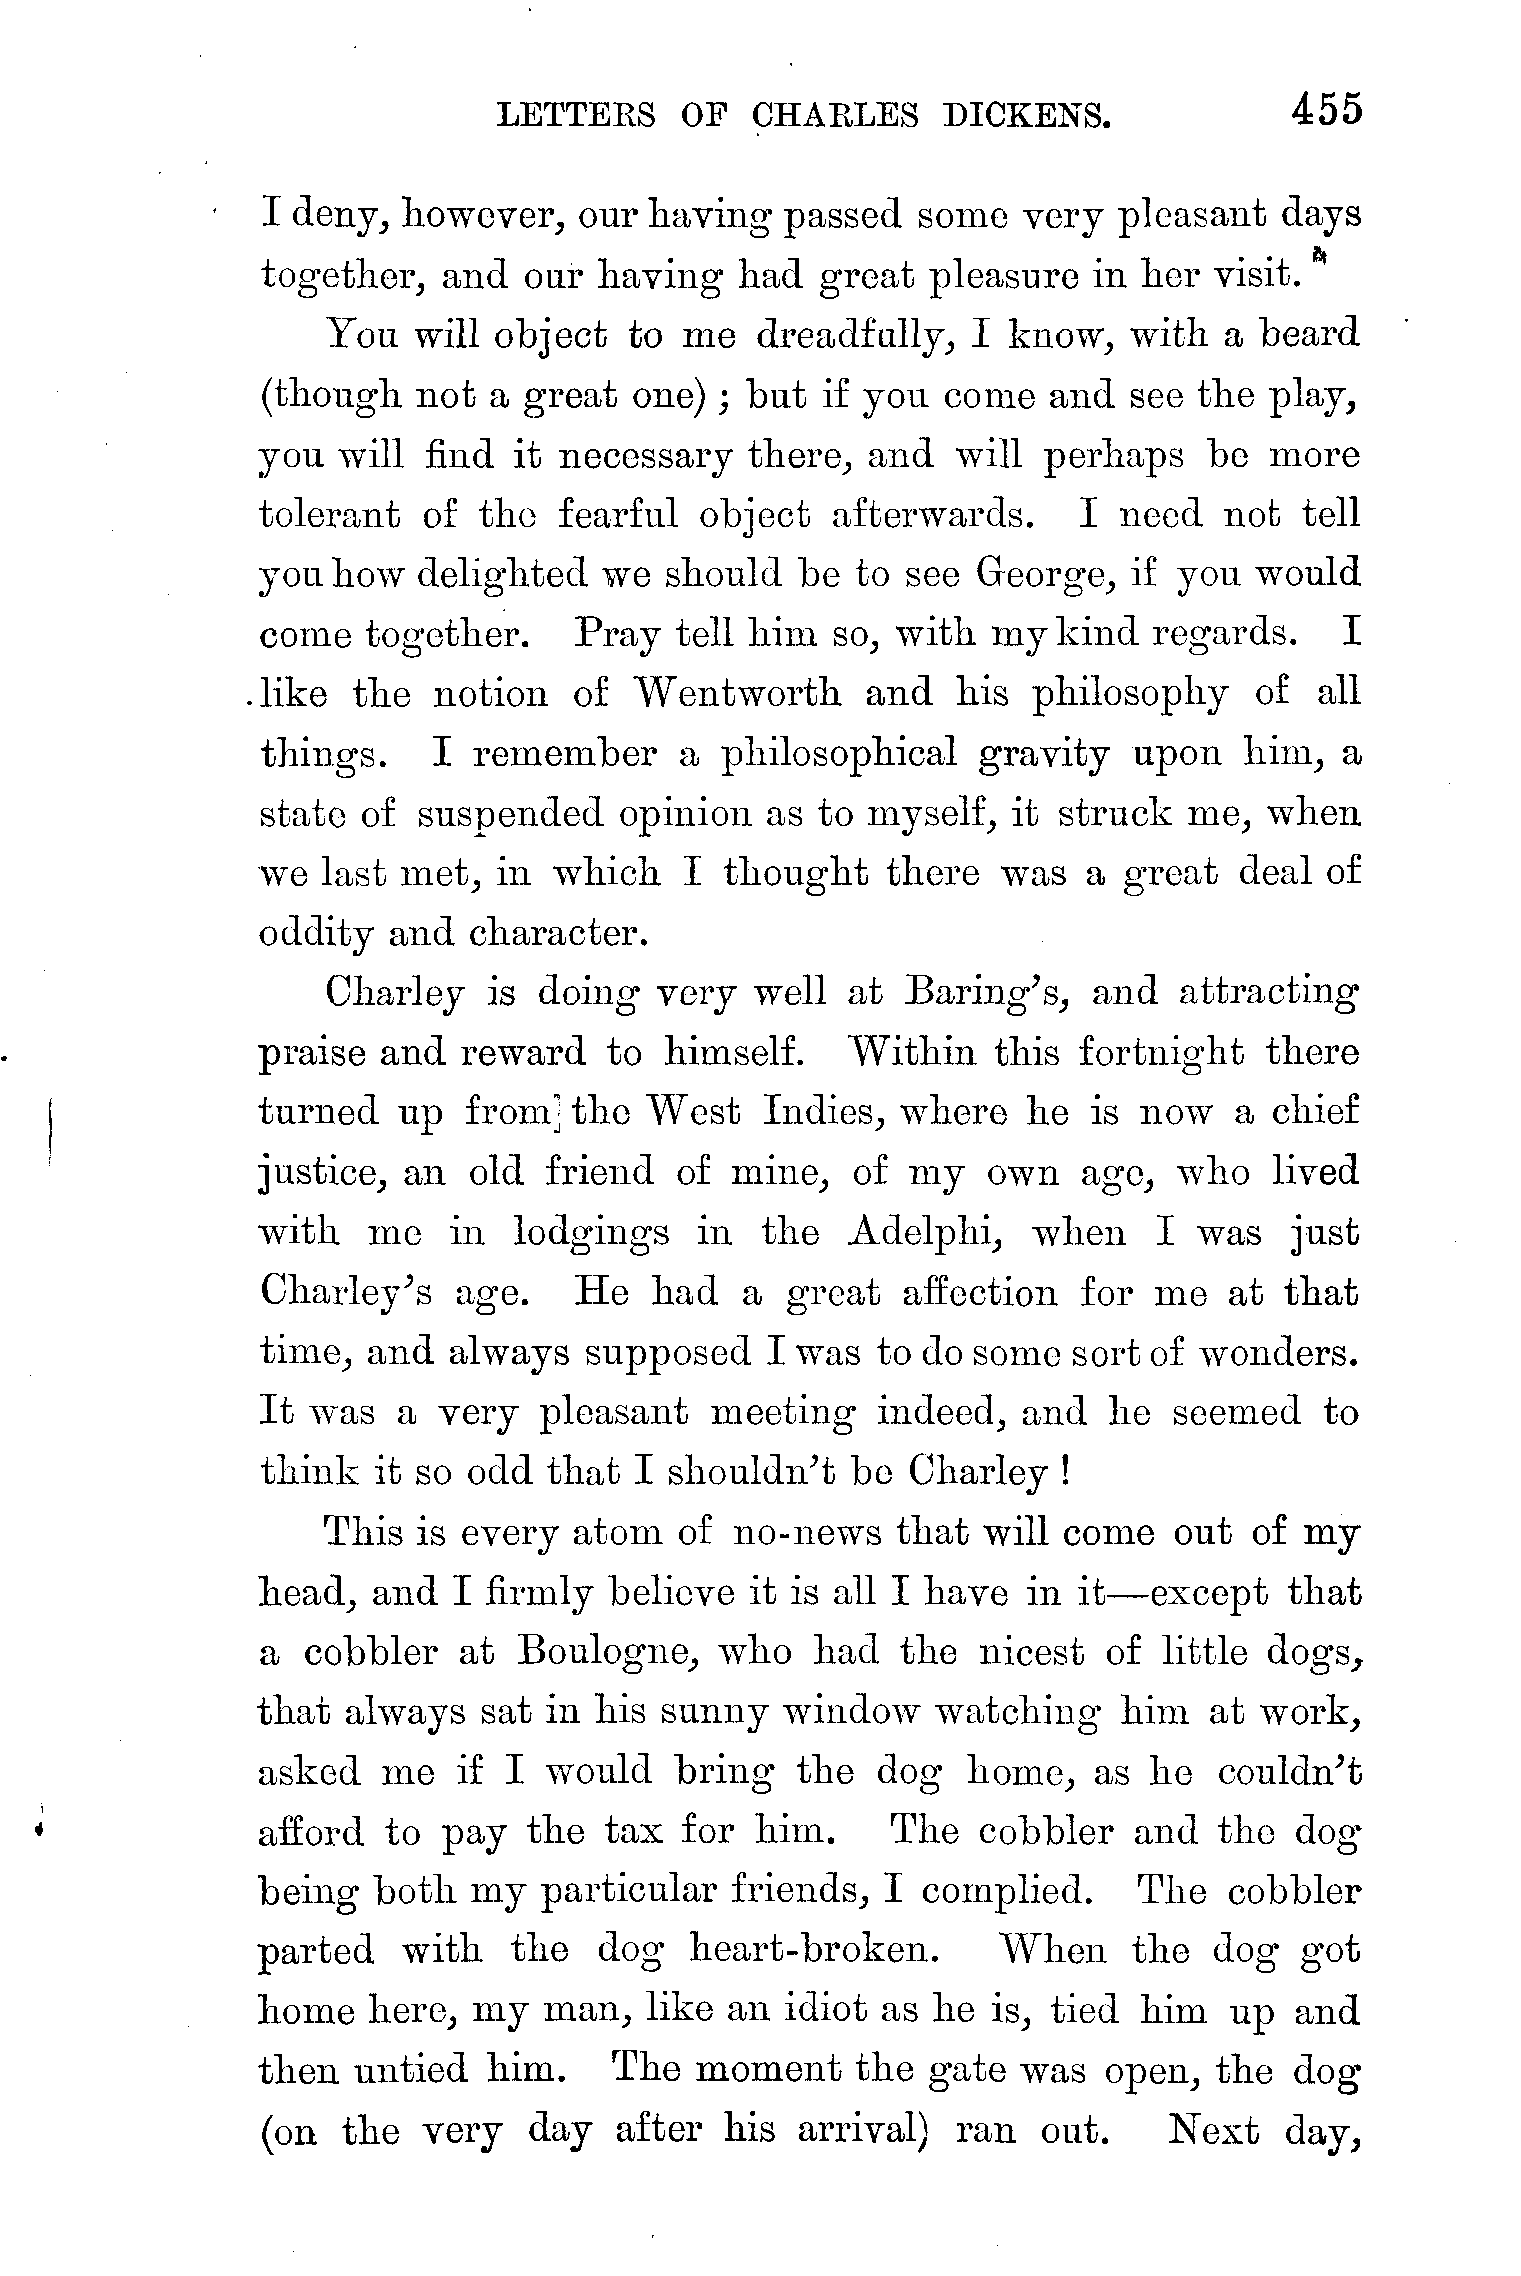 LETTERS OF CHARLES DICKENS. 455
I deny, however, our having passed some very pleasant days
together, and our having had great pleasure in her visit.
You will object to me dreadfully, I know, with a beard
(though not a great one) ; but if you come and see the play,
you will find it necessary there, and will perhaps be more
tolerant of the fearful object afterwards. I need not tell
you how delighted we should be to see George, if you would
come together. Pray tell him so, with my kind regards. I
like the notion of Wentworth and his philosophy of all
things. I remember a philosophical gravity upon him, a
state of suspended opinion as to myself, it struck me, when
we last met, in which I thought there was a great deal of
oddity and character.
Charley is doing very well at Baring's, and attracting
praise and reward to himself. Within this fortnight there
turned up from the West Indies, where he is now a chief
justice, an old friend of mine, of my own age, who lived
with me in lodgings in the Adelphi, when I was just
Charley's age. He had a great affection for me at that
time, and always supposed I was to do some sort of wonders.
It was a very pleasant meeting indeed, and he seemed to
think it so odd that I shouldn't be Charley !
This is every atom of no-news that will come out of my
head, and I firmly believe it is all I have in it—except that
a cobbler at Boulogne, who had the nicest of little dogs,
that always sat in his sunny window watching him at work,
asked me if I would bring the dog home, as he couldn't
afford to pay the tax for him. The cobbler and the dog
being both my particular friends, I complied. The cobbler
parted with the dog heart-broken. When the dog got
home here, my man, like an idiot as he is, tied him up and
then untied him. The moment the gate was open, the dog
(on the very day after his arrival) ran out. Next day,